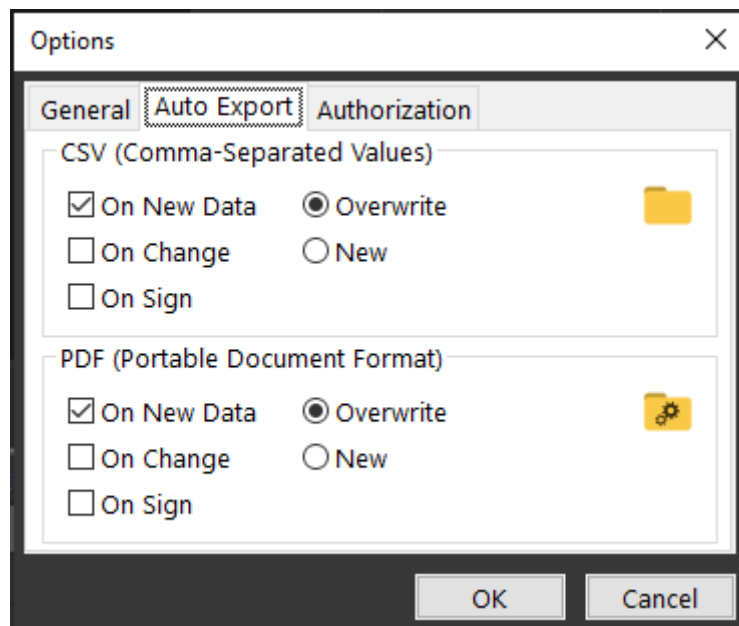 Options
General Auto Export Authorization
CSV (Comma-Separated Values)
On New Data Overwrite
On Change New
On Sign
PDF (Portable Document Format)
On New Data Overwrite
On Change New
On Sign
OK Cancel